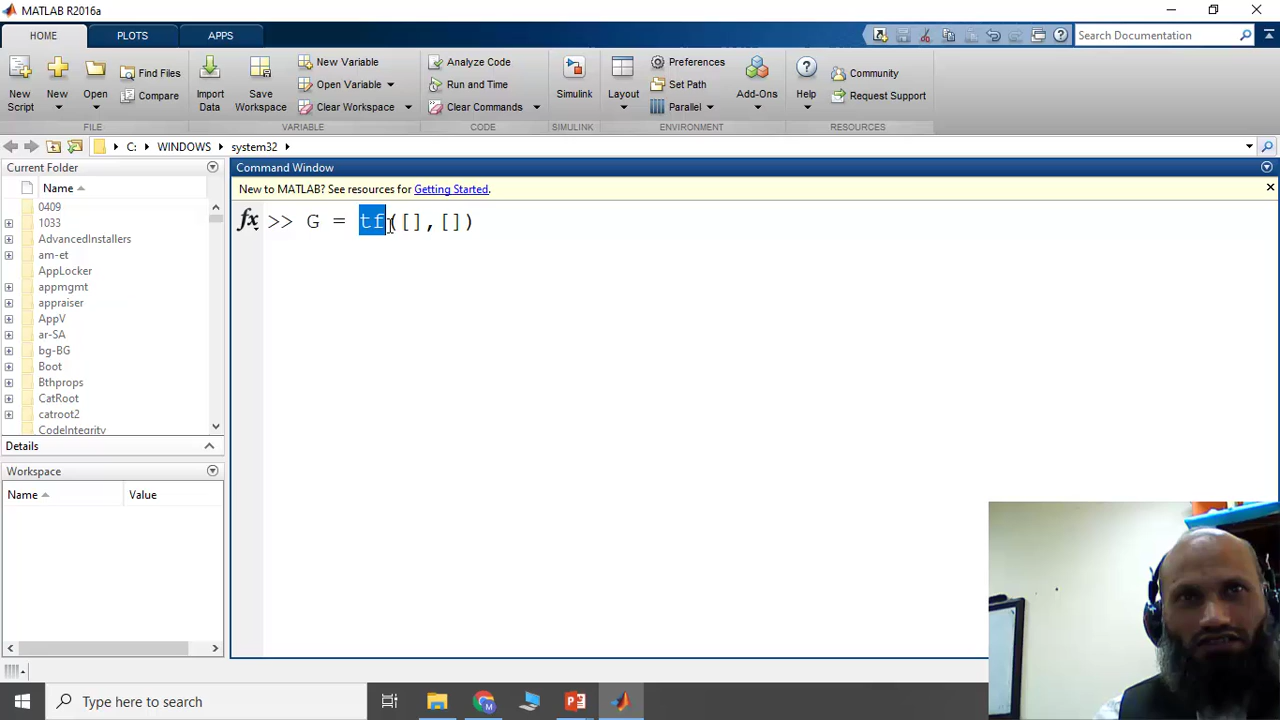 MATLAB R2016a
HOME PLOTS APPS
Search Documentation
New Script
New
Open
Find Files
Compare
Import Data
Save Workspace
New Variable
Open Variable
Clear Workspace
Analyze Code
Run and Time
Clear Commands
Simulink
Layout
Preferences
Set Path
Parallel
Add-Ons
Help
Community
Request Support
FILE VARIABLE CODE SIMULINK ENVIRONMENT RESOURCES
C: WINDOWS system32
Current Folder
Name
0409
1033
AdvancedInstallers
am-et
AppLocker
appmgmt
appraiser
AppV
ar-SA
bg-BG
Boot
Bthprops
CatRoot
catroot2
CodeIntegrity
Details
Workspace
Name Value
Command Window
New to MATLAB? See resources for Getting Started.
fx >> G = tf([],[])
Type here to search